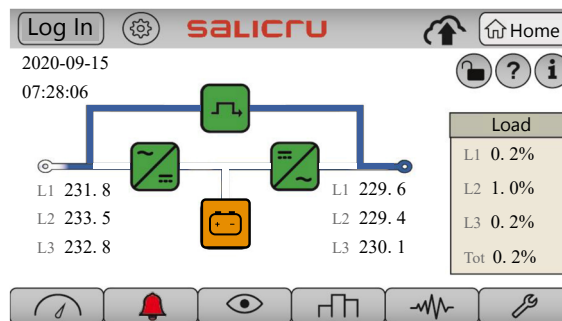 Log In
SALICRU
Home
2020-09-15
07:28:06
L1 231. 8
L2 233. 5
L3 232. 8
L1 229. 6
L2 229. 4
L3 230. 1
Load
L1 0. 2%
L2 1. 0%
L3 0. 2%
Tot 0. 2%